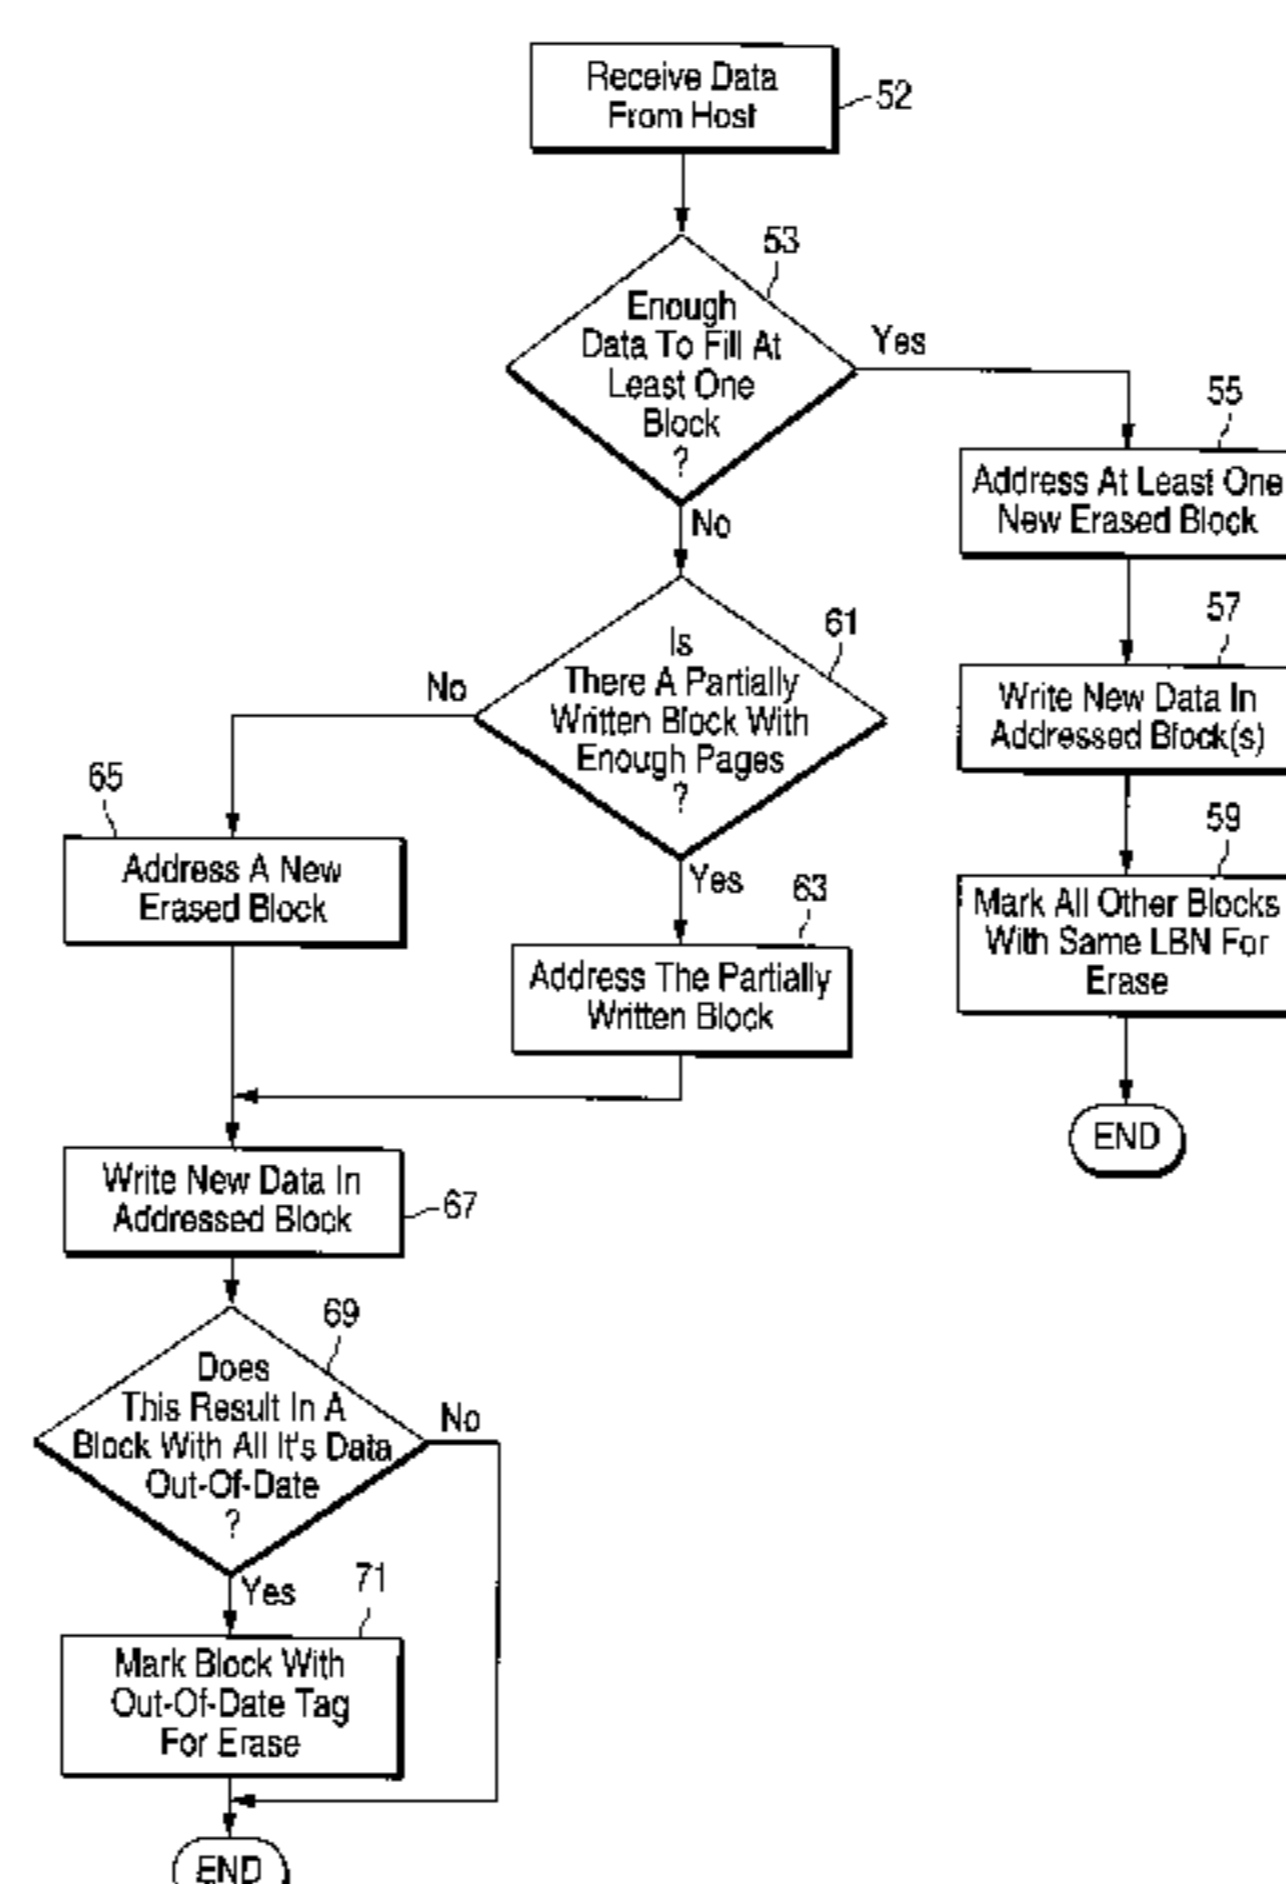 Receive Data
From Host
52
53
Enough
Data To Fill At
Least One
Block
?
Yes
No
55
Address At Least One
New Erased Block
57
Write New Data In
Addressed Block(s)
59
Mark All Other Blocks
With Same LBN For
Erase
END
61
Is
There A Partially
Written Block With
Enough Pages
?
No
Yes
65
Address A New
Erased Block
63
Address The Partially
Written Block
Write New Data In
Addressed Block
67
69
Does
This Result In A
Block With All It's Data
Out-Of-Date
?
No
Yes
71
Mark Block With
Out-Of-Date Tag
For Erase
END